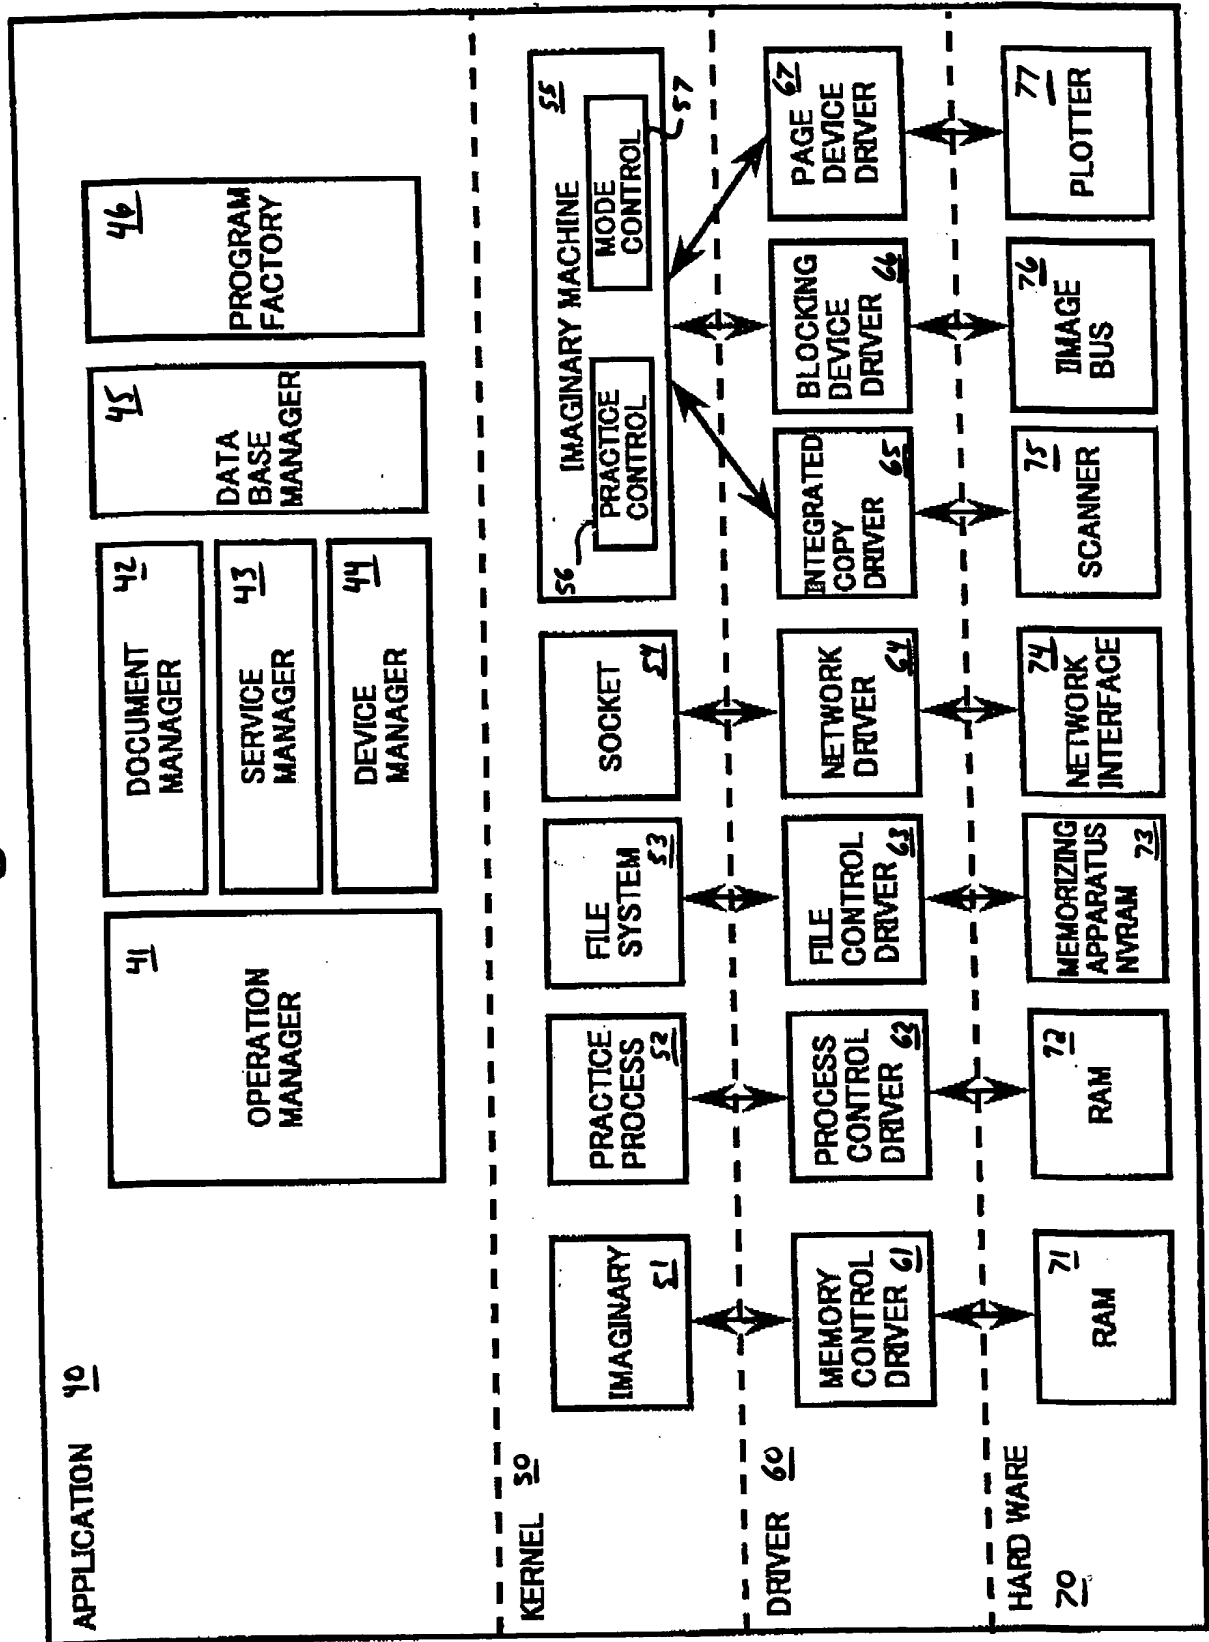 APPLICATION 40
OPERATION
MANAGER
41
DOCUMENT
MANAGER
42
SERVICE
MANAGER
43
DEVICE
MANAGER
44
DATA
BASE
MANAGER
45
PROGRAM
FACTORY
46
KERNEL 50
IMAGINARY
51
PRACTICE
PROCESS
52
FILE
SYSTEM
53
SOCKET
54
IMAGINARY MACHINE
55
56
PRACTICE
CONTROL
MODE
CONTROL
57
DRIVER 60
MEMORY
CONTROL
DRIVER 61
PROCESS
CONTROL
DRIVER 62
FILE
CONTROL
DRIVER 63
NETWORK
DRIVER
64
INTEGRATED
COPY
DRIVER
65
BLOCKING
DEVICE
DRIVER
66
PAGE
DEVICE
DRIVER
67
HARD WARE
70
RAM
71
RAM
72
MEMORIZING
APPARATUS
NVRAM
73
74
NETWORK
INTERFACE
SCANNER
75
IMAGE
BUS
76
PLOTTER
77